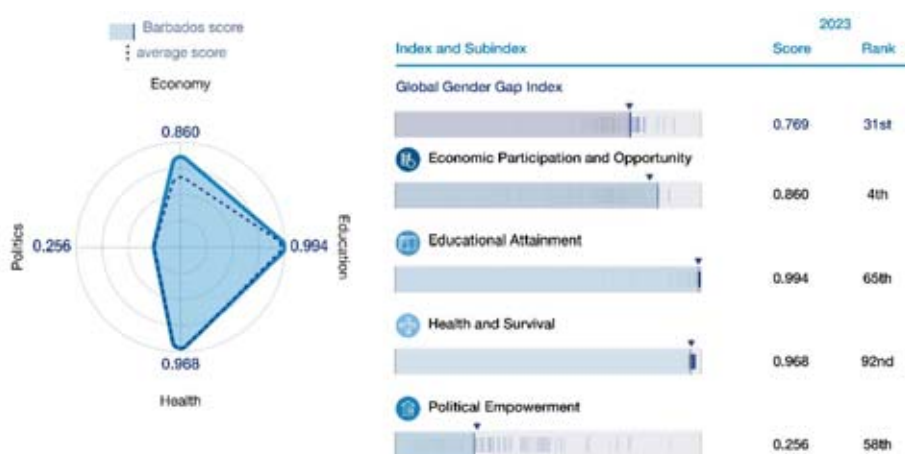 Barbados score
average score
Economy
0.860
Politics
0.256
0.994
Education
0.968
Health
2023
Index and Subindex Score Rank
Global Gender Gap Index
0.769 31st
Economic Participation and Opportunity
0.860 4th
Educational Attainment
0.994 65th
Health and Survival
0.968 92nd
Political Empowerment
0.256 58th